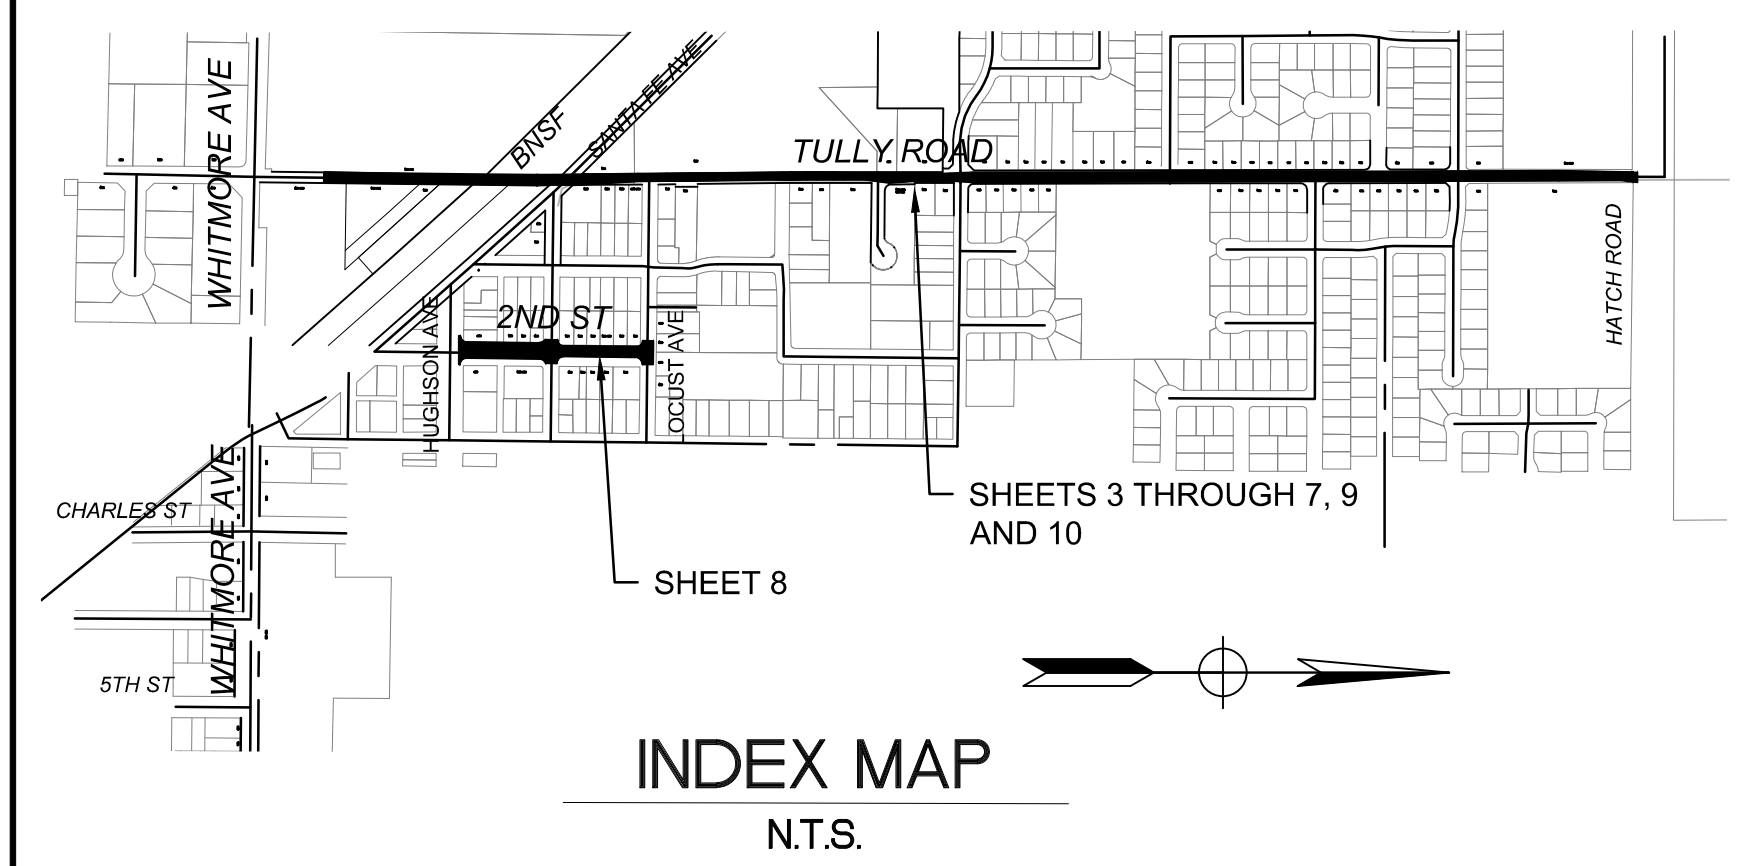 WHITMORE AVE
BNSF
SANTA FE AVE
TULLY ROAD
HATCH ROAD
HUGHSON AVE
2ND ST
LOCUST AVE
WHITMORE AVE
CHARLES ST
SHEETS 3 THROUGH 7, 9
AND 10
SHEET 8
5TH ST
INDEX MAP
N.T.S.